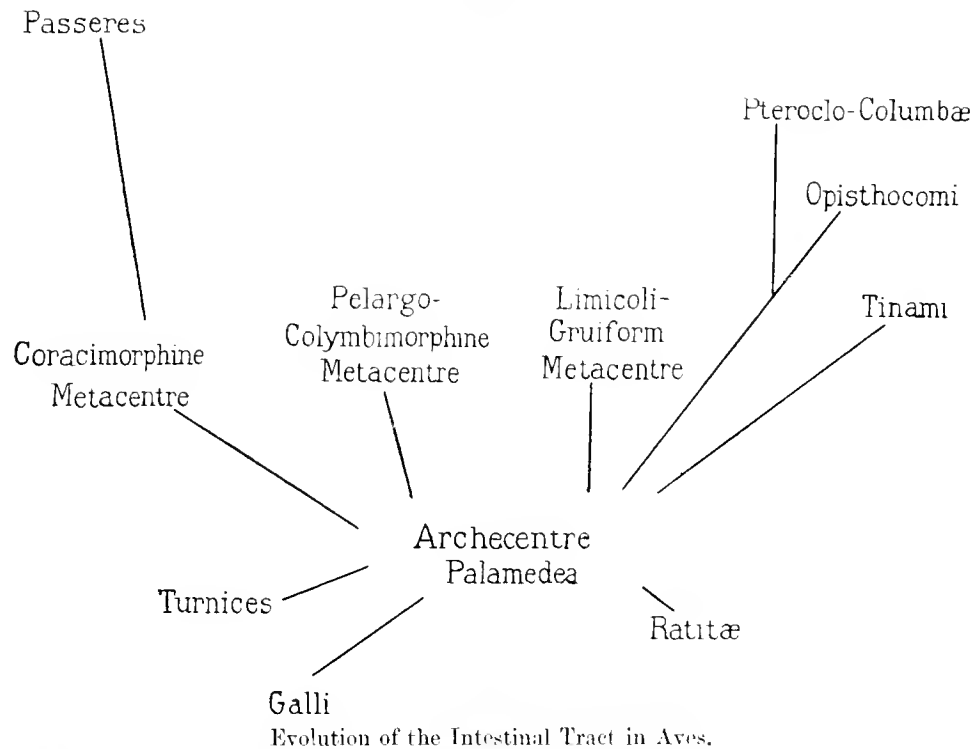 Passeres
Pteroclo-Columbæ
Opisthocomi
Pelargo-
Colymbimorphine
Metacentre
Limicoli-
Gruiform
Metacentre
Tinami
Coracimorphine
Metacentre
Archecentre
Palamedea
Turnices
Ratitæ
Galli
Evolution of the Intestinal Tract in Aves.